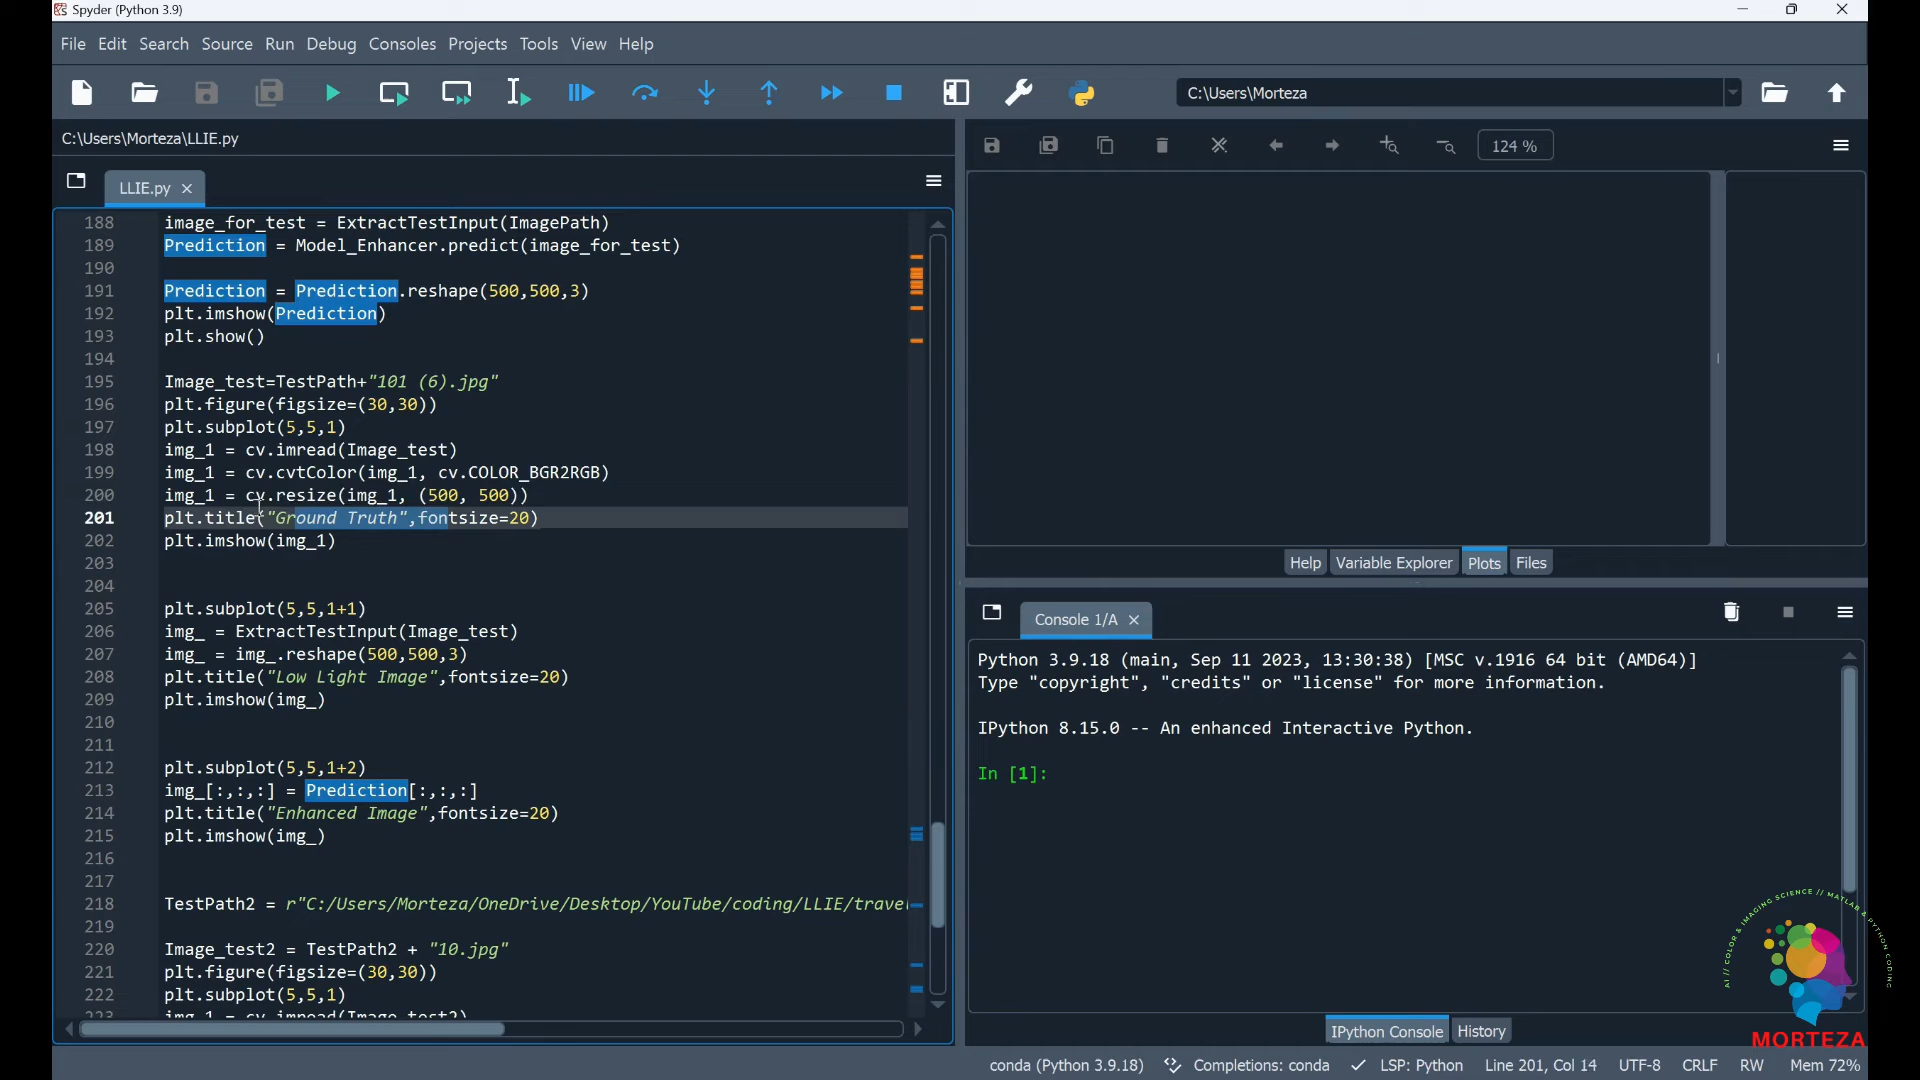 Spyder (Python 3.9)
File Edit Search Source Run Debug Consoles Projects Tools View Help
C:\Users\Morteza
C:\Users\Morteza\LLIE.py
124 %
LLIE.py
188 image_for_test = ExtractTestInput(ImagePath)
189 Prediction = Model_Enhancer.predict(image_for_test)
190
191 Prediction = Prediction.reshape(500,500,3)
192 plt.imshow(Prediction)
193 plt.show()
194
195 Image_test=TestPath+"101 (6).jpg"
196 plt.figure(figsize=(30,30))
197 plt.subplot(5,5,1)
198 img_1 = cv.imread(Image_test)
199 img_1 = cv.cvtColor(img_1, cv.COLOR_BGR2RGB)
200 img_1 = cv.resize(img_1, (500, 500))
201 plt.title("Ground Truth",fontsize=20)
202 plt.imshow(img_1)
203
204
205 plt.subplot(5,5,1+1)
206 img_ = ExtractTestInput(Image_test)
207 img_ = img_.reshape(500,500,3)
208 plt.title("Low Light Image",fontsize=20)
209 plt.imshow(img_)
210
211
212 plt.subplot(5,5,1+2)
213 img_[:,:,:] = Prediction[:,:,:]
214 plt.title("Enhanced Image",fontsize=20)
215 plt.imshow(img_)
216
217
218 TestPath2 = r"C:/Users/Morteza/OneDrive/Desktop/YouTube/coding/LLIE/trave
219
220 Image_test2 = TestPath2 + "10.jpg"
221 plt.figure(figsize=(30,30))
222 plt.subplot(5,5,1)
223 img_1 = cv.imread(Image_test2)
Help Variable Explorer Plots Files
Console 1/A
Python 3.9.18 (main, Sep 11 2023, 13:30:38) [MSC v.1916 64 bit (AMD64)]
Type "copyright", "credits" or "license" for more information.
IPython 8.15.0 -- An enhanced Interactive Python.
In [1]:
AI // COLOR & IMAGING SCIENCE // MATLAB & PYTHON CODING //
MORTEZA
IPython Console History
conda (Python 3.9.18) Completions: conda LSP: Python Line 201, Col 14 UTF-8 CRLF RW Mem 72%